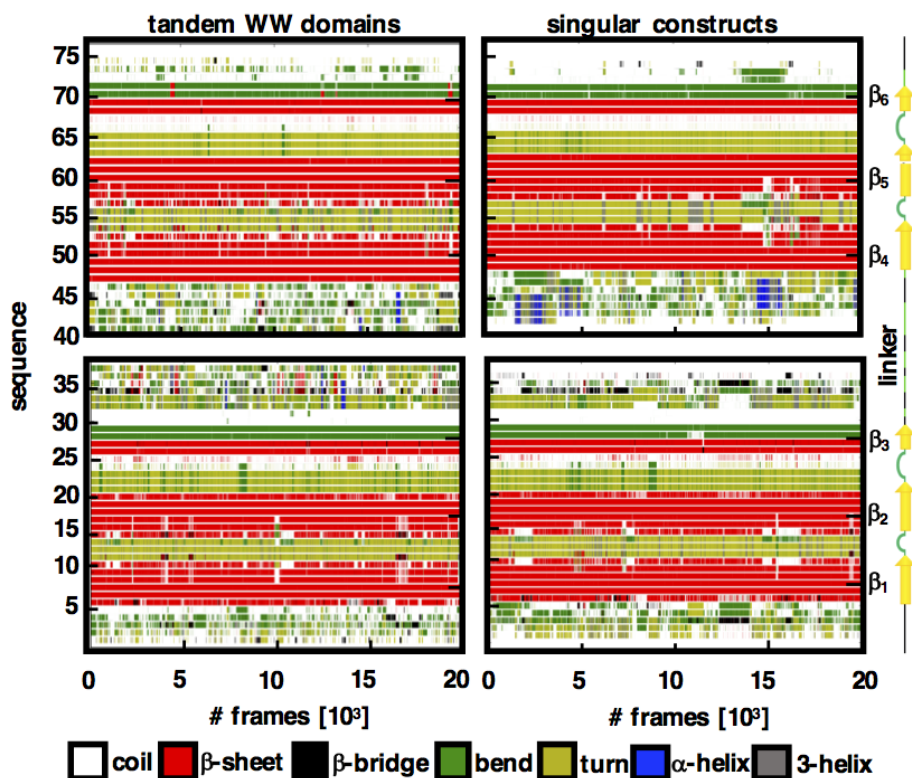 tandem WW domains singular constructs
75
70
65
60
55
50
45
40
35
30
25
20
15
10
5
sequence
β6
β5
β4
linker
β3
β2
β1
0 5 10 15 20 0 5 10 15 20
# frames [10³] # frames [10³]
coil β-sheet β-bridge bend turn α-helix 3-helix